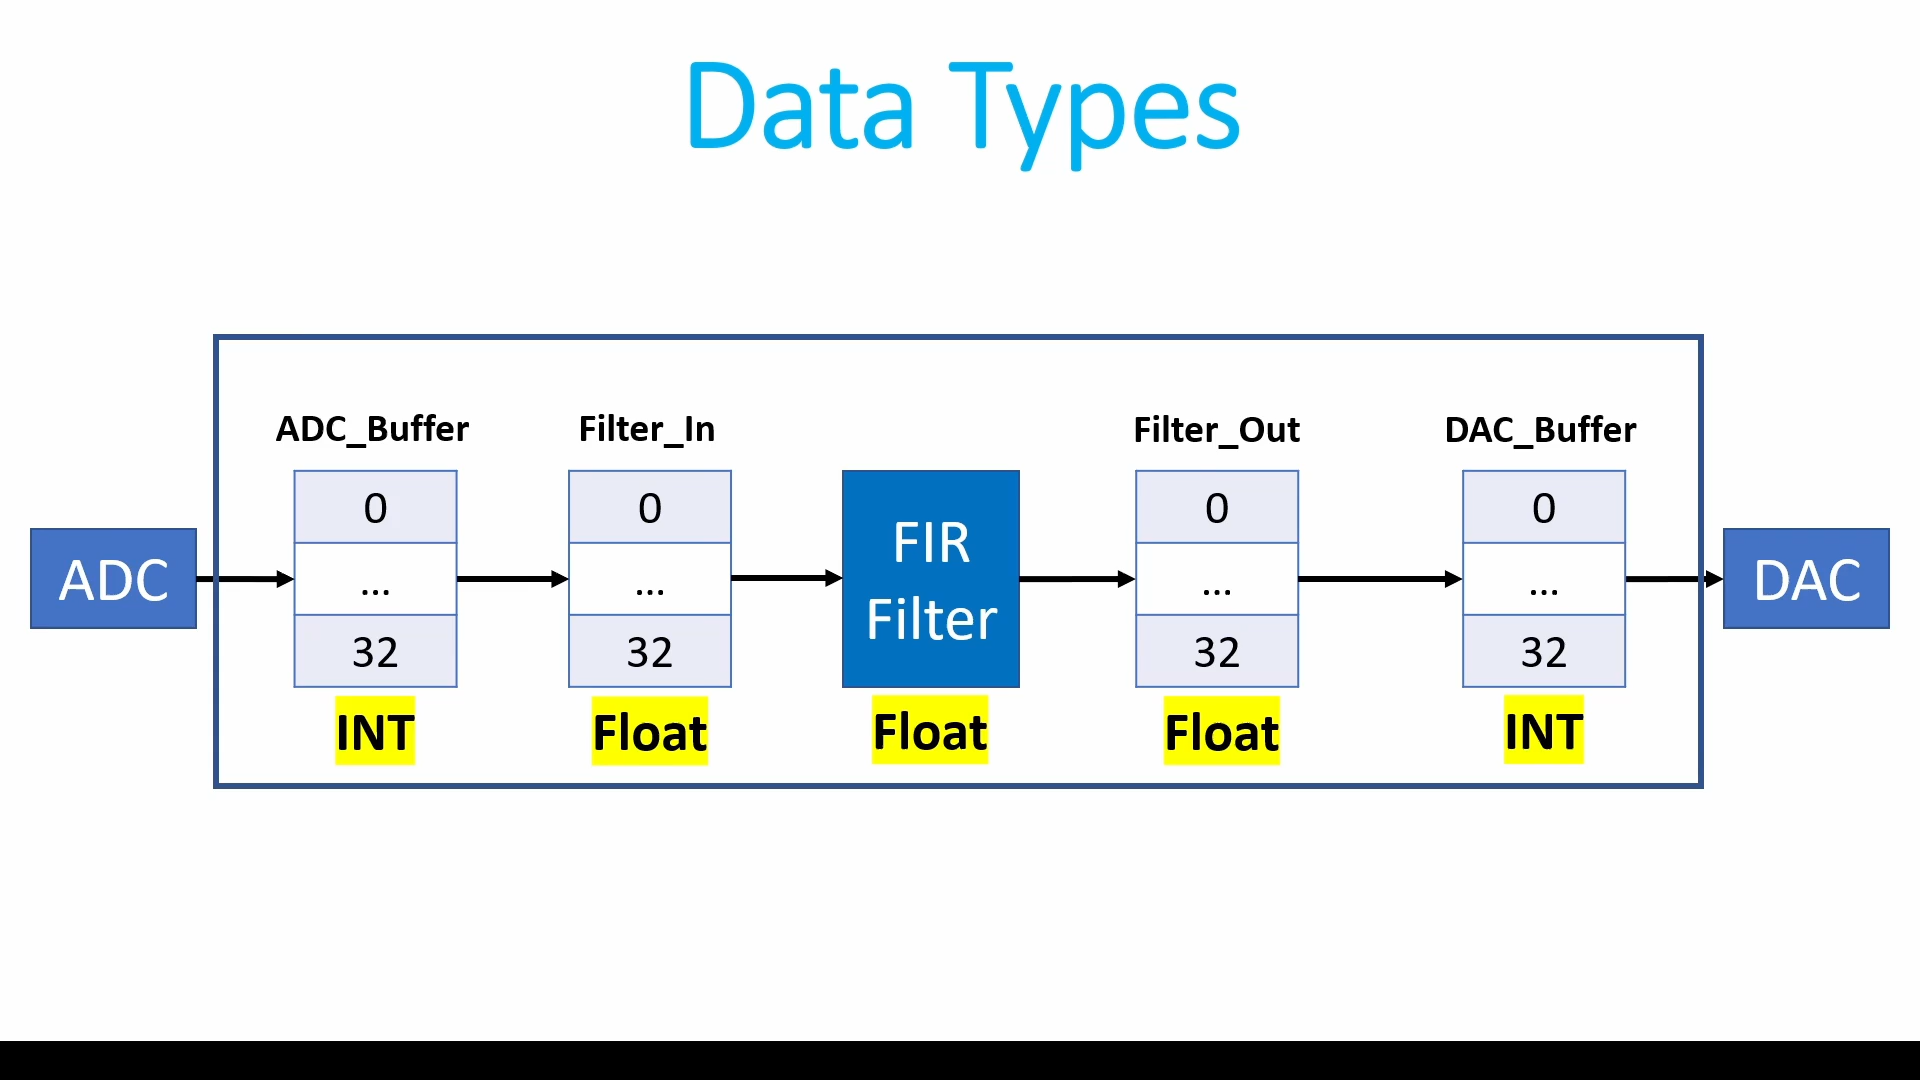 Data Types
ADC_Buffer
Filter_In
Filter_Out
DAC_Buffer
ADC
0
...
32
INT
0
...
32
Float
FIR
Filter
Float
0
...
32
Float
0
...
32
INT
DAC